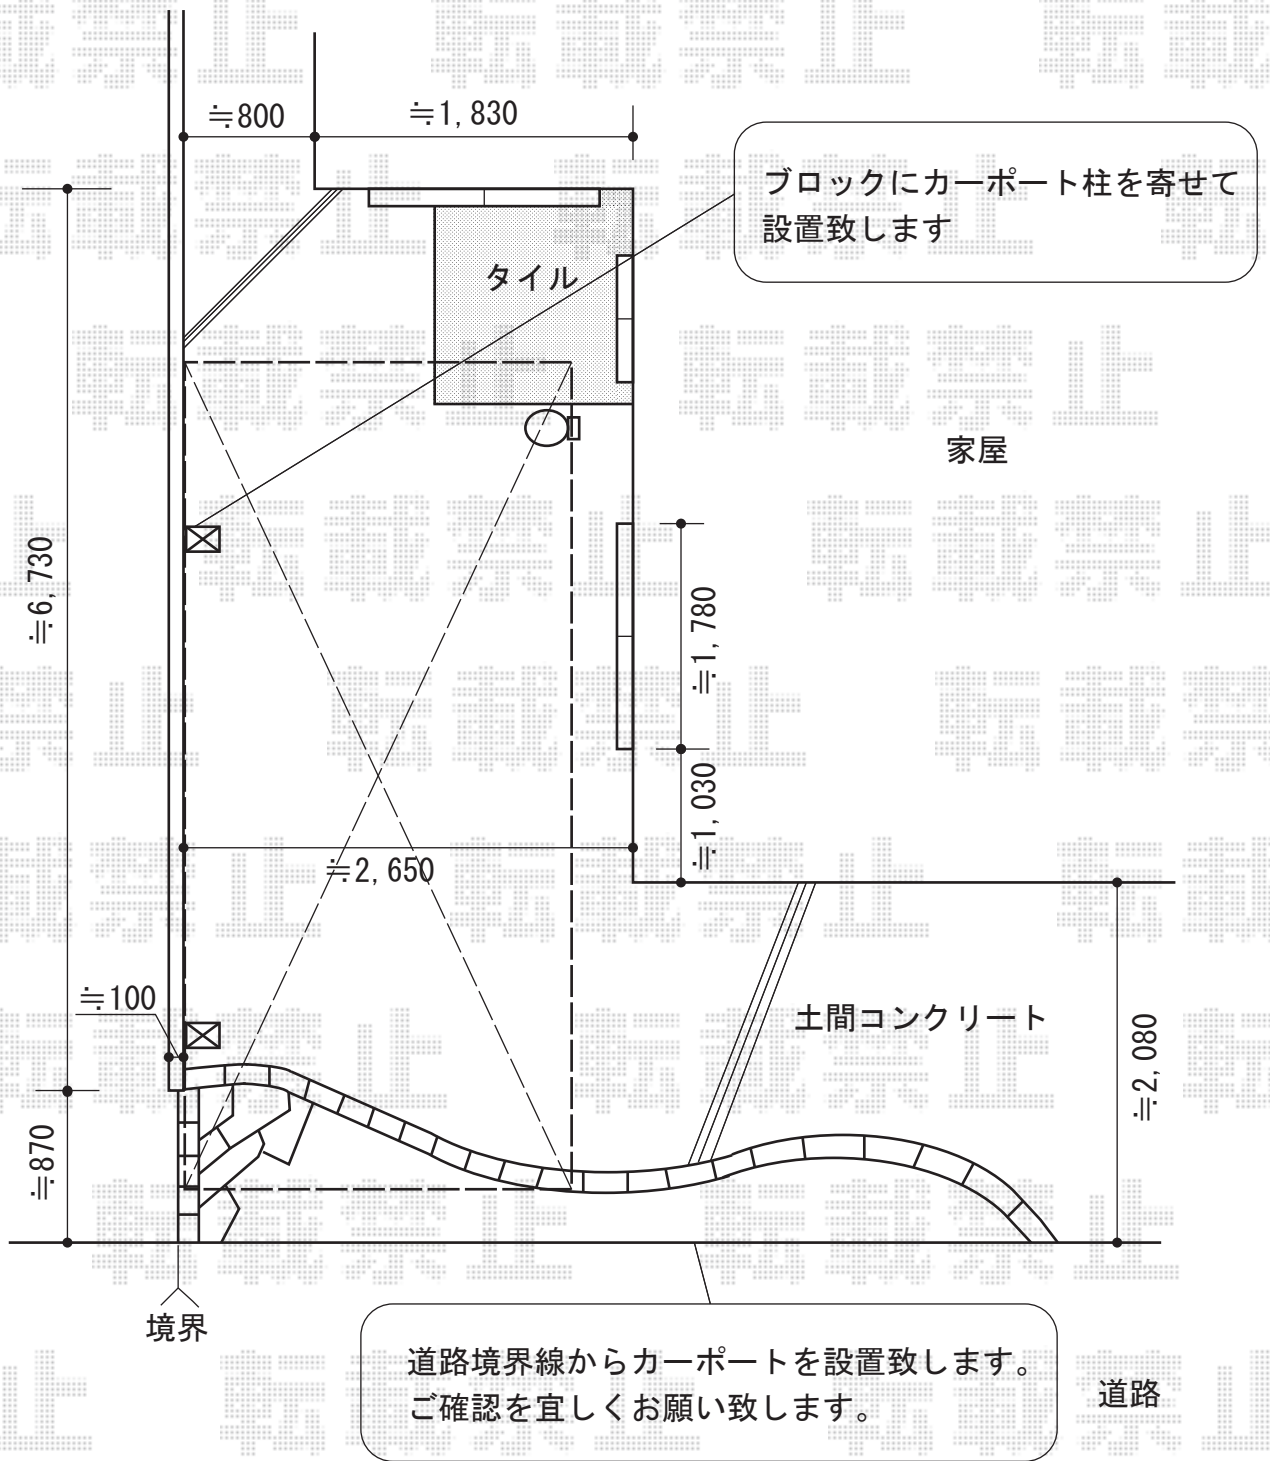 ≒800
≒1,830
ブロックにカーポート柱を寄せて
設置致します
タイル
家屋
≒6,730
≒1,780
≒1,030
≒2,650
≒100
土間コンクリート
≒2,080
≒870
境界
道路境界線からカーポートを設置致します。
ご確認を宜しくお願い致します。
道路
転載禁止